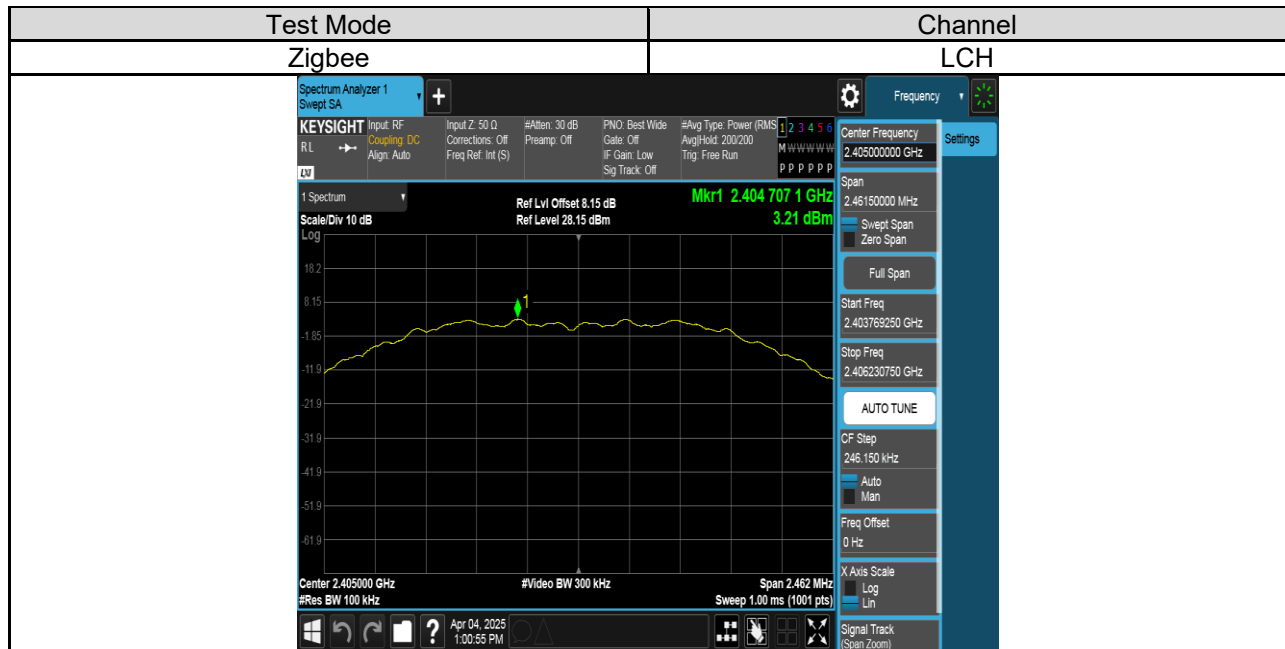 Test Mode Channel
Zigbee LCH
Spectrum Analyzer 1
Swept SA
+
Frequency
KEYSIGHT
RL
LXI
Input: RF
Coupling: DC
Align: Auto
Input Z: 50 Ω
Corrections: Off
Freq Ref: Int (S)
#Atten: 30 dB
Preamp: Off
PNO: Best Wide
Gate: Off
IF Gain: Low
Sig Track: Off
#Avg Type: Power (RMS
Avg|Hold: 200/200
Trig: Free Run
1 2 3 4 5 6
M W W W W W
P P P P P P
1 Spectrum
Scale/Div 10 dB
Log
Ref Lvl Offset 8.15 dB
Ref Level 28.15 dBm
Mkr1 2.404 707 1 GHz
3.21 dBm
1
18.2
8.15
-1.85
-11.9
-21.9
-31.9
-41.9
-51.9
-61.9
Center 2.405000 GHz
#Res BW 100 kHz
#Video BW 300 kHz
Span 2.462 MHz
Sweep 1.00 ms (1001 pts)
?
Apr 04, 2025
1:00:55 PM
Center Frequency
2.405000000 GHz
Settings
Span
2.46150000 MHz
Swept Span
Zero Span
Full Span
Start Freq
2.403769250 GHz
Stop Freq
2.406230750 GHz
AUTO TUNE
CF Step
246.150 kHz
Auto
Man
Freq Offset
0 Hz
X Axis Scale
Log
Lin
Signal Track
(Span Zoom)